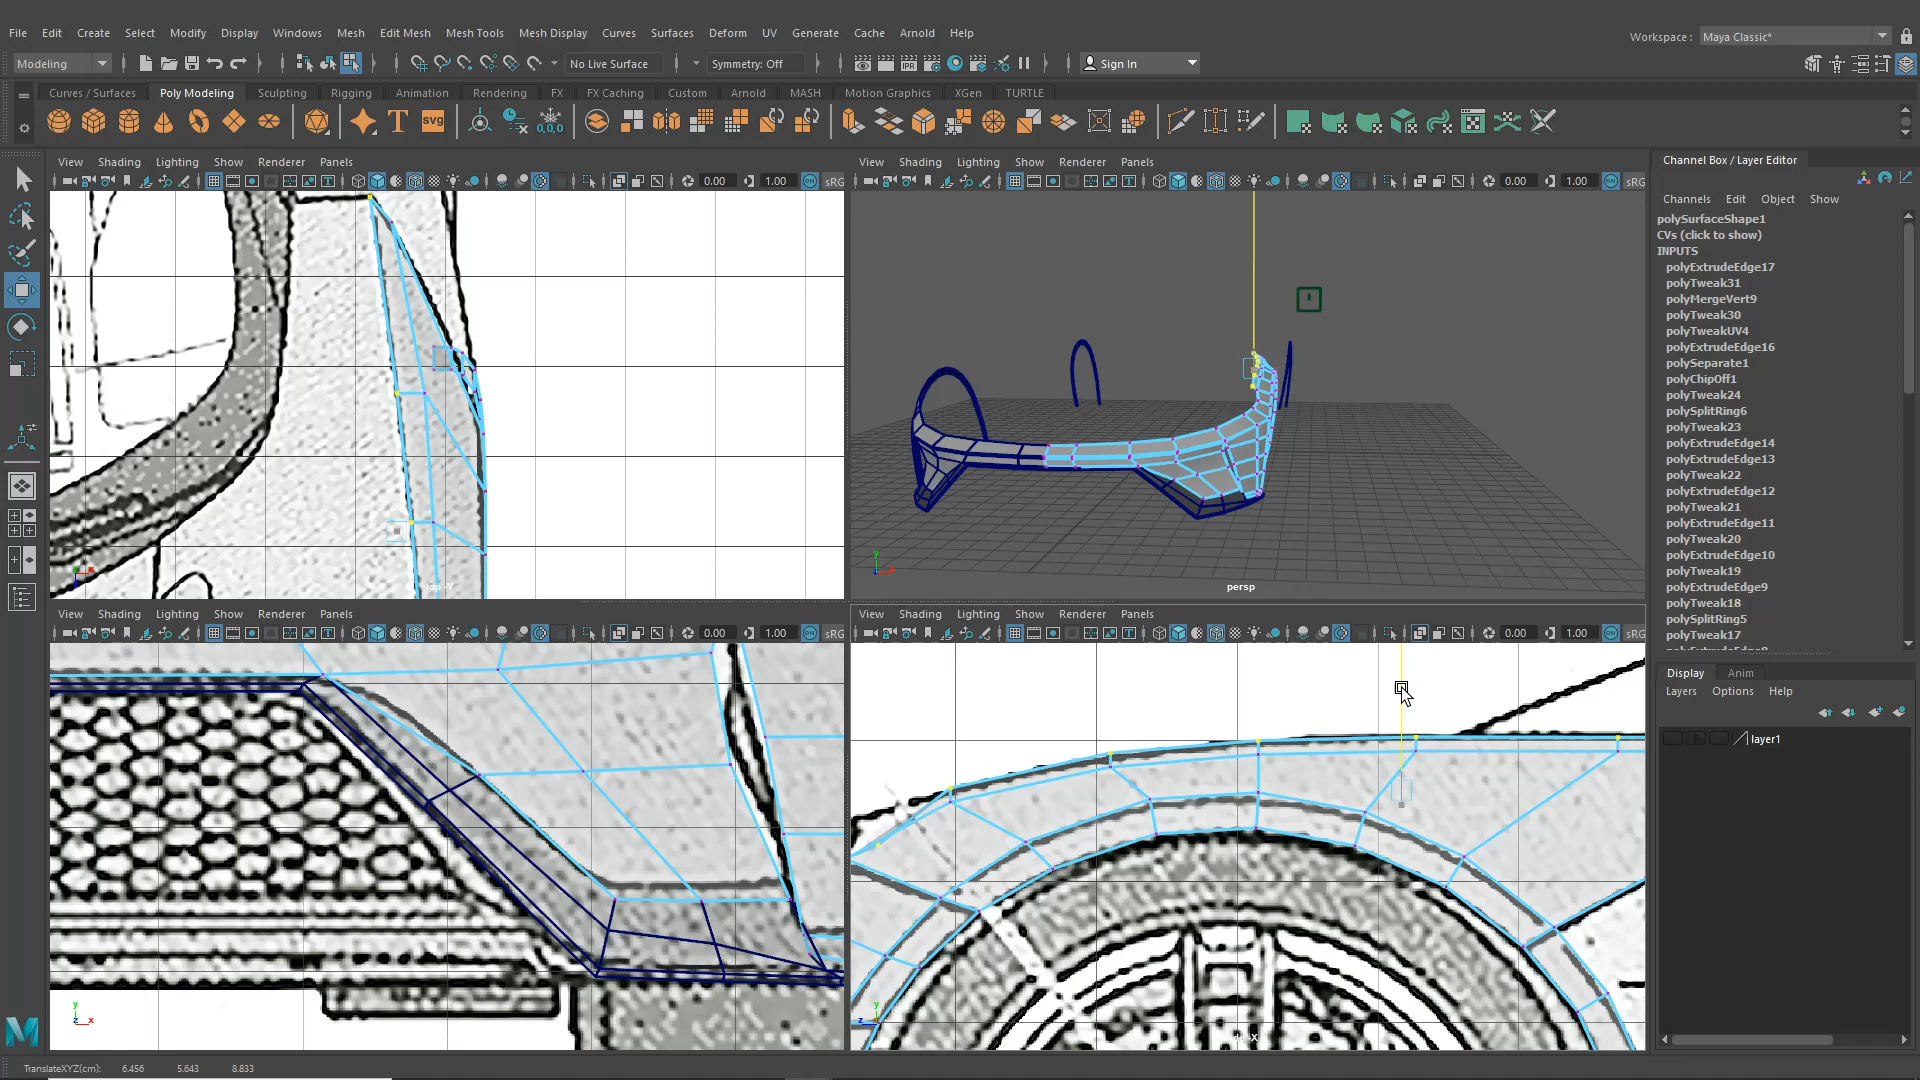 File Edit Create Select Modify Display Windows Mesh Edit Mesh Mesh Tools Mesh Display Curves Surfaces Deform UV Generate Cache Arnold Help
Workspace : Maya Classic*
Modeling No Live Surface Symmetry: Off Sign In
Curves / Surfaces Poly Modeling Sculpting Rigging Animation Rendering FX FX Caching Custom Arnold MASH Motion Graphics XGen TURTLE
T svg 0,0,0
View Shading Lighting Show Renderer Panels
0.00 1.00 sRG
top -Y
View Shading Lighting Show Renderer Panels
0.00 1.00 sRG
y
persp
View Shading Lighting Show Renderer Panels
0.00 1.00 sRG
y
z x
View Shading Lighting Show Renderer Panels
0.00 1.00 sRG
y
z
Channel Box / Layer Editor
Channels Edit Object Show
polySurfaceShape1
CVs (click to show)
INPUTS
polyExtrudeEdge17
polyTweak31
polyMergeVert9
polyTweak30
polyTweakUV4
polyExtrudeEdge16
polySeparate1
polyChipOff1
polyTweak24
polySplitRing6
polyTweak23
polyExtrudeEdge14
polyExtrudeEdge13
polyTweak22
polyExtrudeEdge12
polyTweak21
polyExtrudeEdge11
polyTweak20
polyExtrudeEdge10
polyTweak19
polyExtrudeEdge9
polyTweak18
polySplitRing5
polyTweak17
Display Anim
Layers Options Help
layer1
TranslateXYZ(cm): 6.456 5.643 8.833